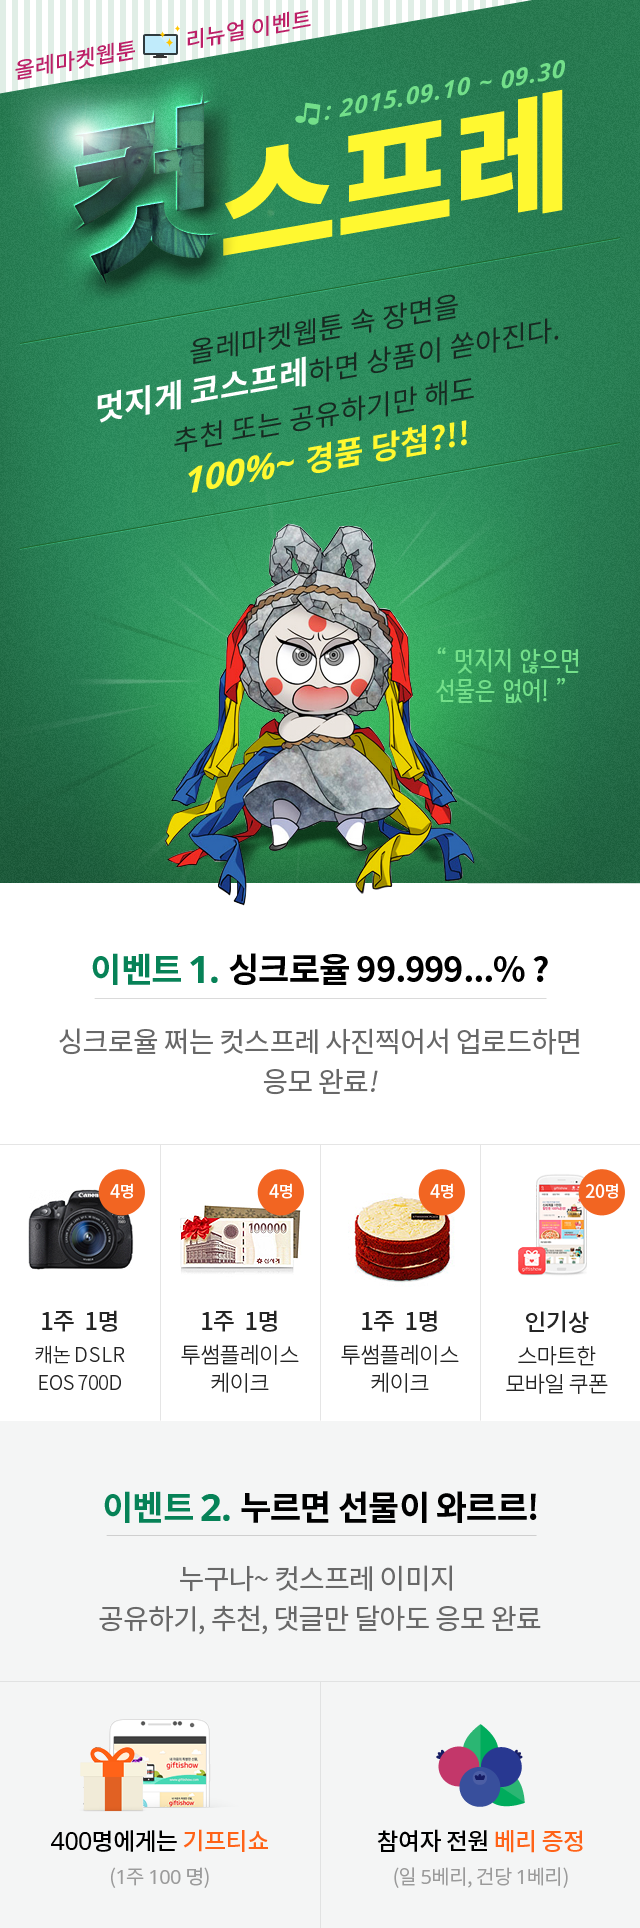 올레마켓웹툰 리뉴얼 이벤트
♫: 2015.09.10 ~ 09.30
컷스프레
올레마켓웹툰 속 장면을
멋지게 코스프레하면 상품이 쏟아진다.
추천 또는 공유하기만 해도
100%~ 경품 당첨?!!
“ 멋지지 않으면
선물은 없어! ”
이벤트 1. 싱크로율 99.999...% ?
싱크로율 쩌는 컷스프레 사진찍어서 업로드하면
응모 완료!
Canon
4명
4명
4명
20명
100000
giftishow
1주 1명
캐논 DSLR
EOS 700D
1주 1명
투썸플레이스
케이크
1주 1명
투썸플레이스
케이크
인기상
스마트한
모바일 쿠폰
이벤트 2. 누르면 선물이 와르르!
누구나~ 컷스프레 이미지
공유하기, 추천, 댓글만 달아도 응모 완료
giftishow
giftishow
400명에게는 기프티쇼
(1주 100 명)
참여자 전원 베리 증정
(일 5베리, 건당 1베리)